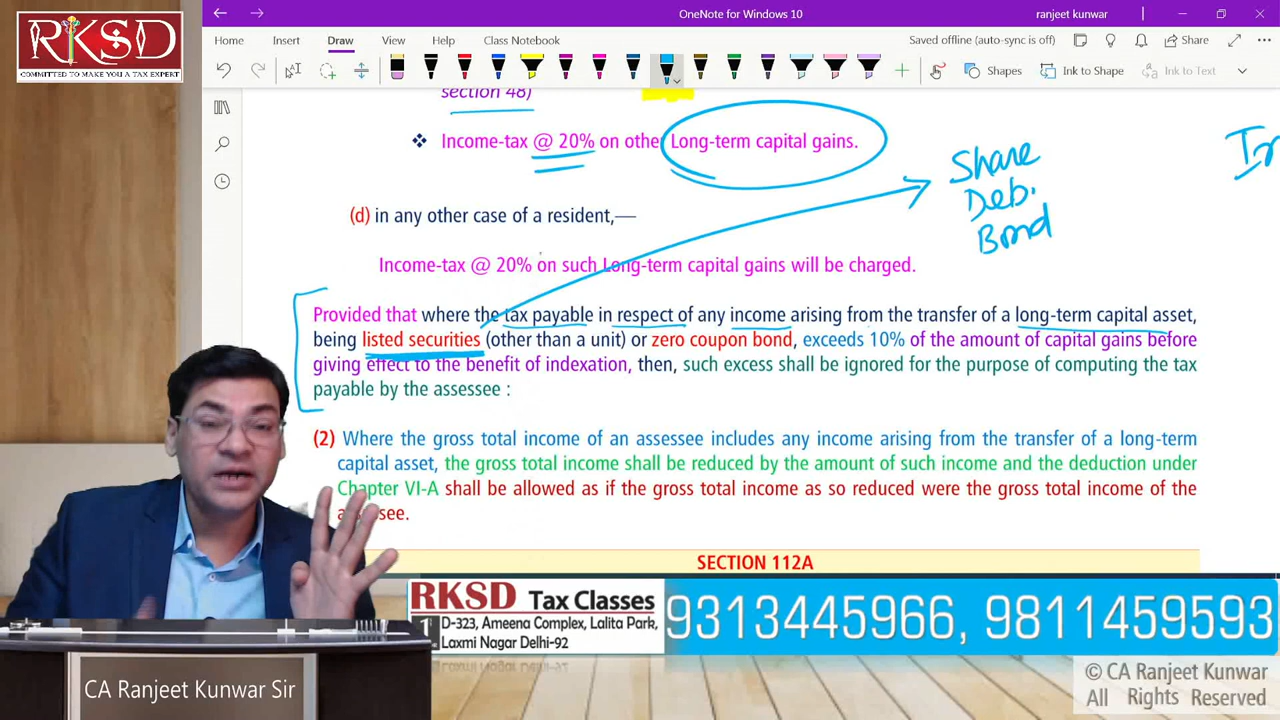 RKSD
COMMITTED TO MAKE YOU A TAX EXPERT
OneNote for Windows 10
ranjeet kunwar
Home Insert Draw View Help Class Notebook
Saved offline (auto-sync is off)
Share
Shapes
Ink to Shape
Ink to Text
section 48)
❖ Income-tax @ 20% on other Long-term capital gains.
Share
Deb.
Bond
(d) in any other case of a resident,—
Income-tax @ 20% on such Long-term capital gains will be charged.
Provided that where the tax payable in respect of any income arising from the transfer of a long-term capital asset,
being listed securities (other than a unit) or zero coupon bond, exceeds 10% of the amount of capital gains before
giving effect to the benefit of indexation, then, such excess shall be ignored for the purpose of computing the tax
payable by the assessee :
(2) Where the gross total income of an assessee includes any income arising from the transfer of a long-term
capital asset, the gross total income shall be reduced by the amount of such income and the deduction under
Chapter VI-A shall be allowed as if the gross total income as so reduced were the gross total income of the
assessee.
SECTION 112A
RKSD Tax Classes
D-323, Ameena Complex, Lalita Park,
Laxmi Nagar Delhi-92
9313445966, 9811459593
CA Ranjeet Kunwar Sir
© CA Ranjeet Kunwar
All Rights Reserved